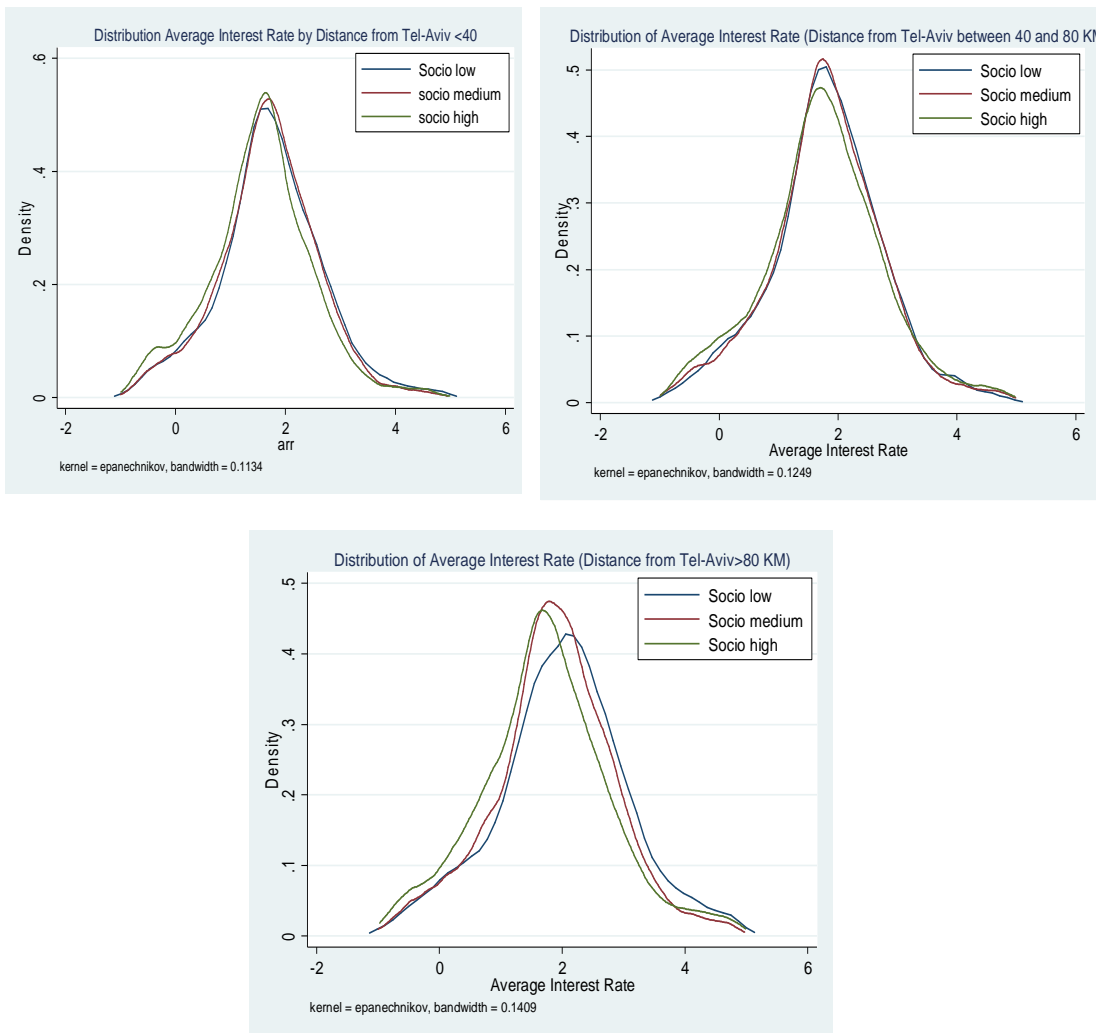 Distribution Average Interest Rate by Distance from Tel-Aviv <40
Socio low
socio medium
socio high
.6
.4
.2
0
Density
-2 0 2 4 6
arr
kernel = epanechnikov, bandwidth = 0.1134
Distribution of Average Interest Rate (Distance from Tel-Aviv between 40 and 80 KM
Socio low
Socio medium
Socio high
.5
.4
.3
.2
.1
0
Density
-2 0 2 4 6
Average Interest Rate
kernel = epanechnikov, bandwidth = 0.1249
Distribution of Average Interest Rate (Distance from Tel-Aviv>80 KM)
Socio low
Socio medium
Socio high
.5
.4
.3
.2
.1
0
Density
-2 0 2 4 6
Average Interest Rate
kernel = epanechnikov, bandwidth = 0.1409